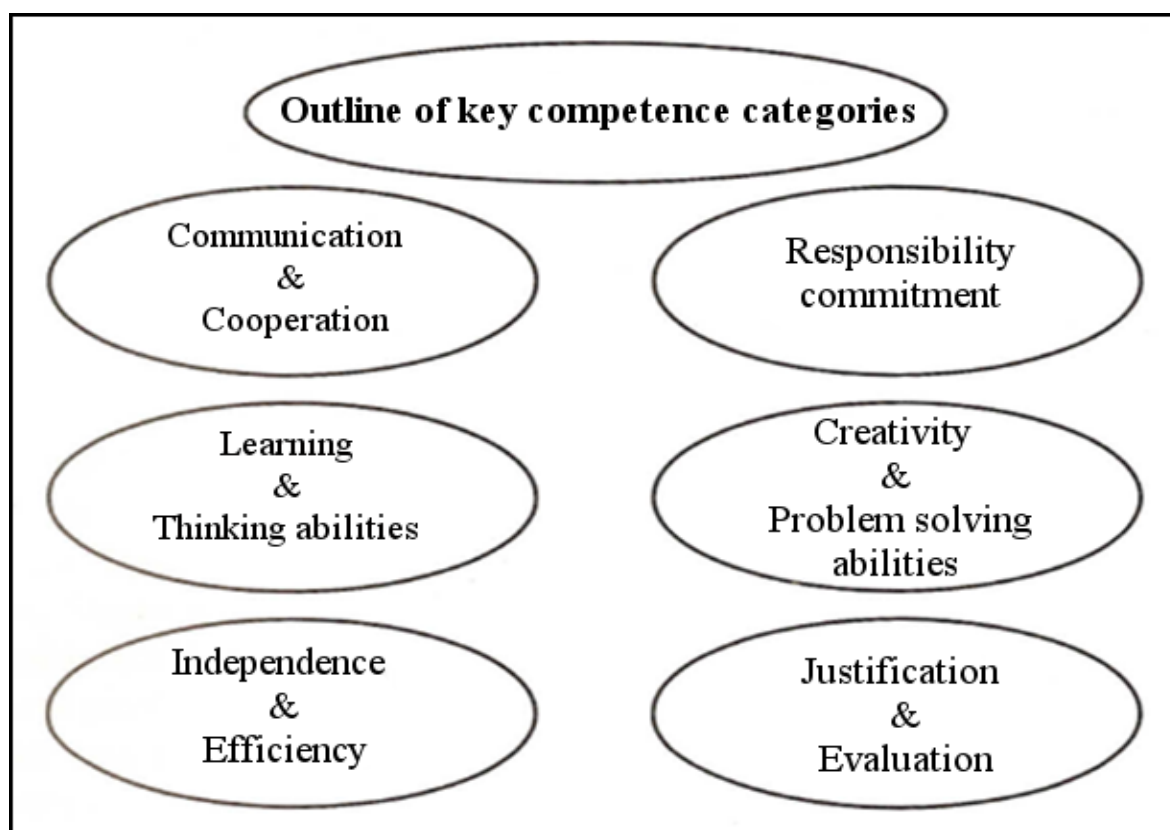 Outline of key competence categories
Communication
&
Cooperation
Responsibility
commitment
Learning
&
Thinking abilities
Creativity
&
Problem solving
abilities
Independence
&
Efficiency
Justification
&
Evaluation